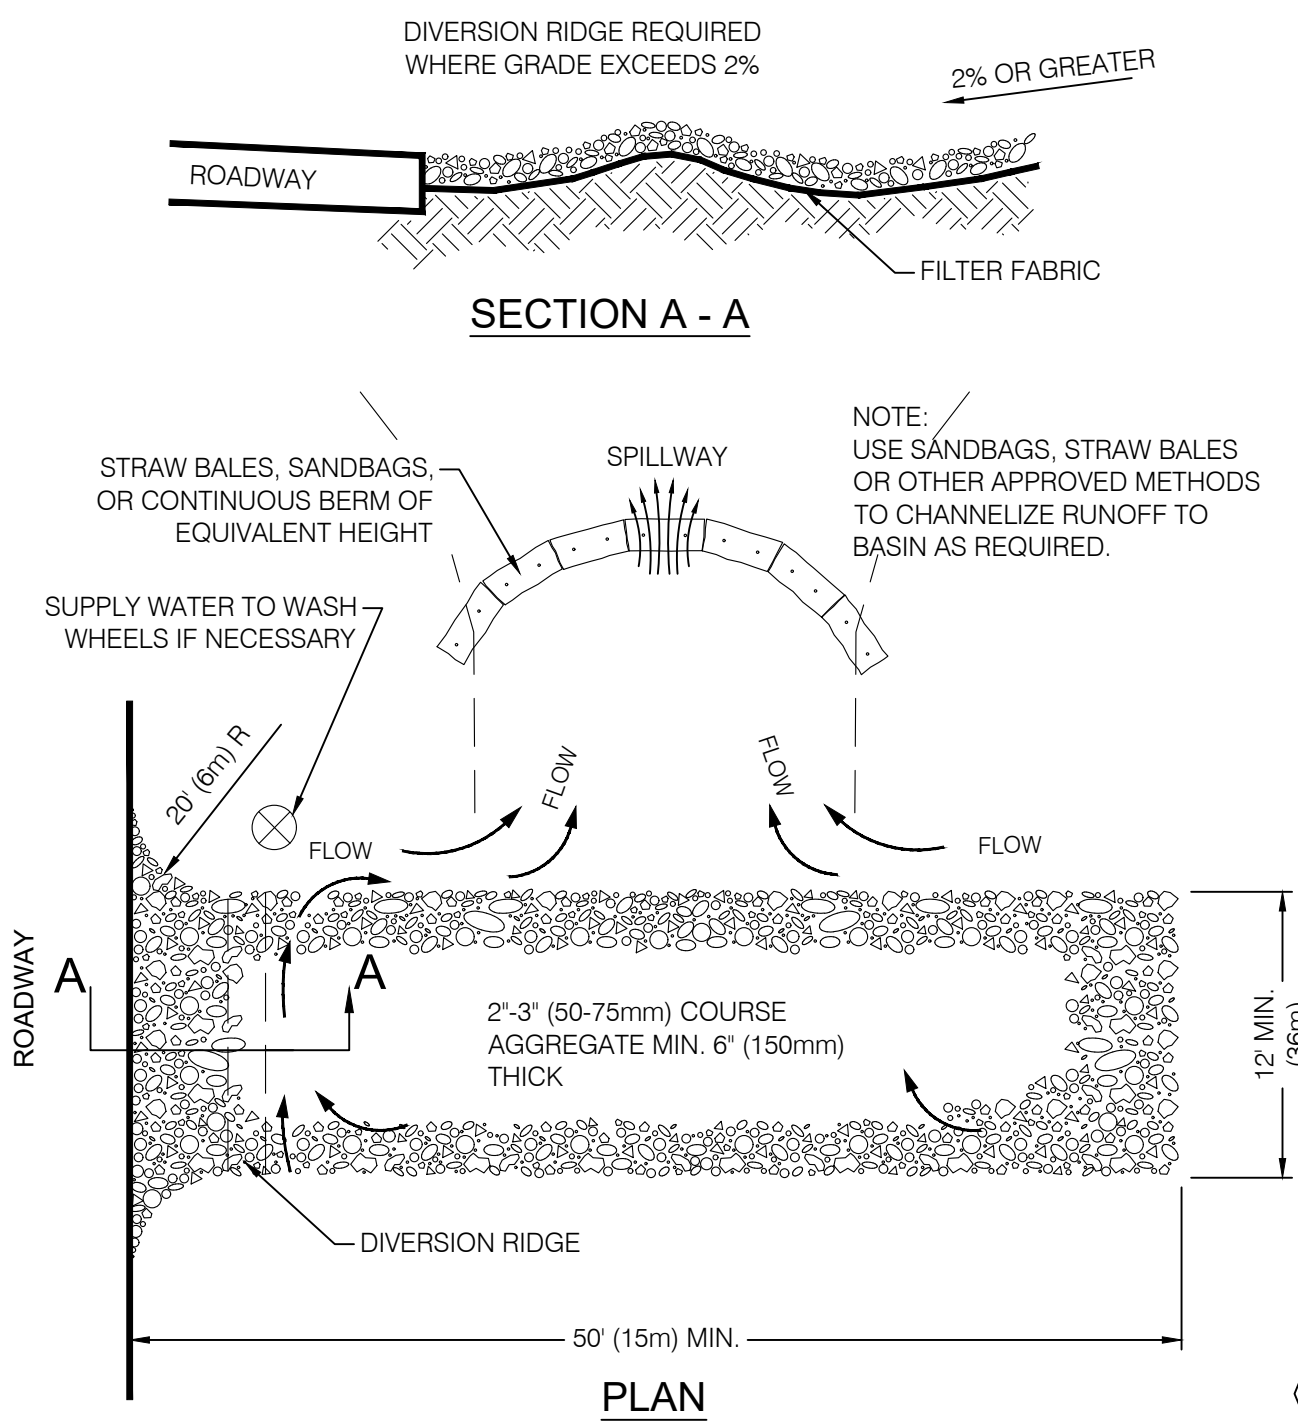 DIVERSION RIDGE REQUIRED
WHERE GRADE EXCEEDS 2%
2% OR GREATER
ROADWAY
FILTER FABRIC
SECTION A - A
NOTE:
USE SANDBAGS, STRAW BALES
OR OTHER APPROVED METHODS
TO CHANNELIZE RUNOFF TO
BASIN AS REQUIRED.
STRAW BALES, SANDBAGS,
OR CONTINUOUS BERM OF
EQUIVALENT HEIGHT
SPILLWAY
SUPPLY WATER TO WASH
WHEELS IF NECESSARY
20' (6m) R
FLOW
FLOW
FLOW
FLOW
ROADWAY
A
A
2"-3" (50-75mm) COURSE
AGGREGATE MIN. 6" (150mm)
THICK
12' MIN.
(36m)
DIVERSION RIDGE
50' (15m) MIN.
PLAN